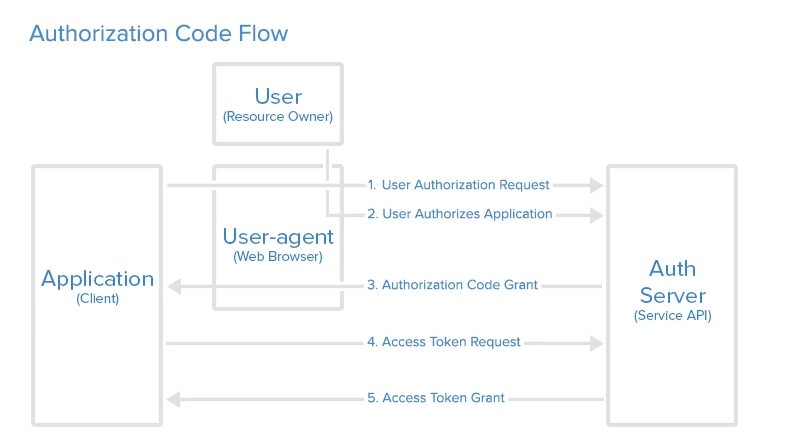 Authorization Code Flow
User
(Resource Owner)
1. User Authorization Request
2. User Authorizes Application
User-agent
(Web Browser)
Application
(Client)
Auth
Server
(Service API)
3. Authorization Code Grant
4. Access Token Request
5. Access Token Grant